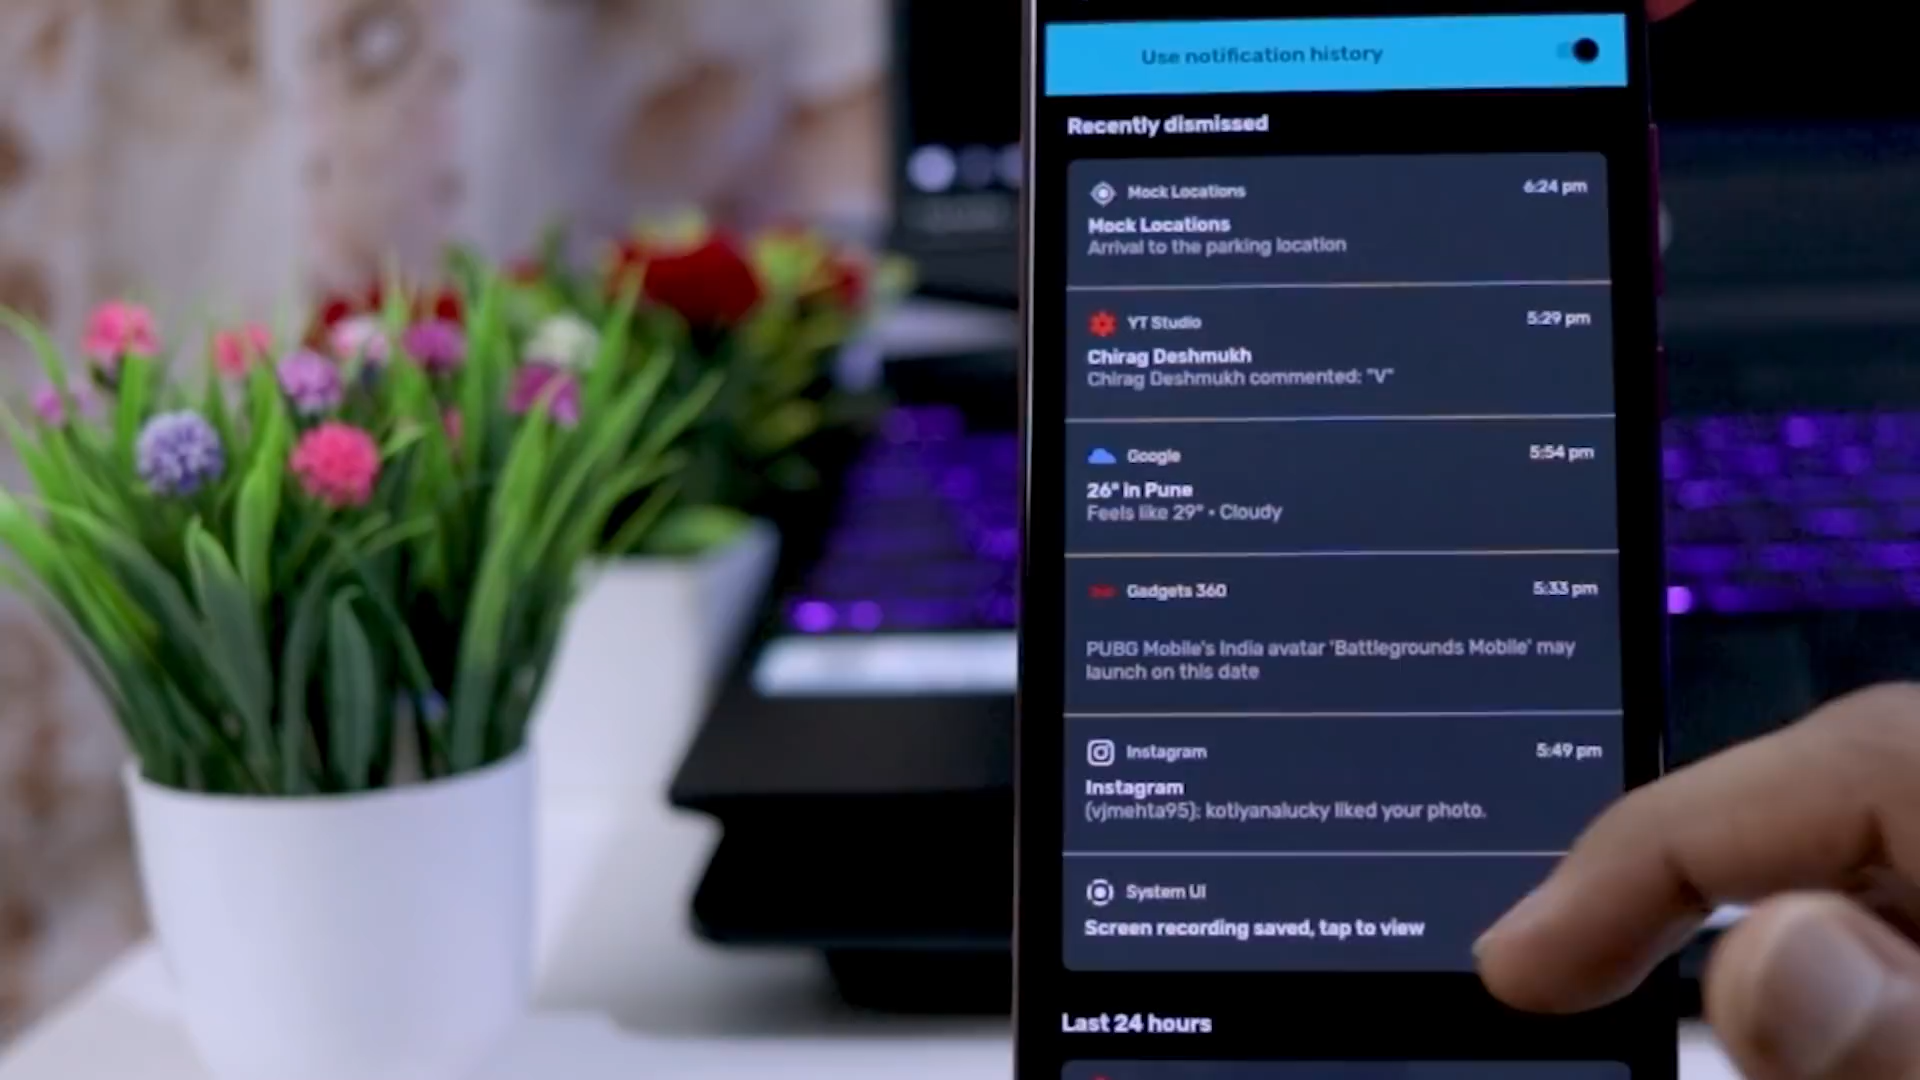 Use notification history
Recently dismissed
Mock Locations 6:24 pm
Mock Locations
Arrival to the parking location
YT Studio 5:29 pm
Chirag Deshmukh
Chirag Deshmukh commented: "V"
Google 5:54 pm
26° in Pune
Feels like 29° • Cloudy
Gadgets 360 5:33 pm
PUBG Mobile's India avatar 'Battlegrounds Mobile' may
launch on this date
Instagram 5:49 pm
Instagram
(vjmehta95): kotiyanalucky liked your photo.
System UI
Screen recording saved, tap to view
Last 24 hours